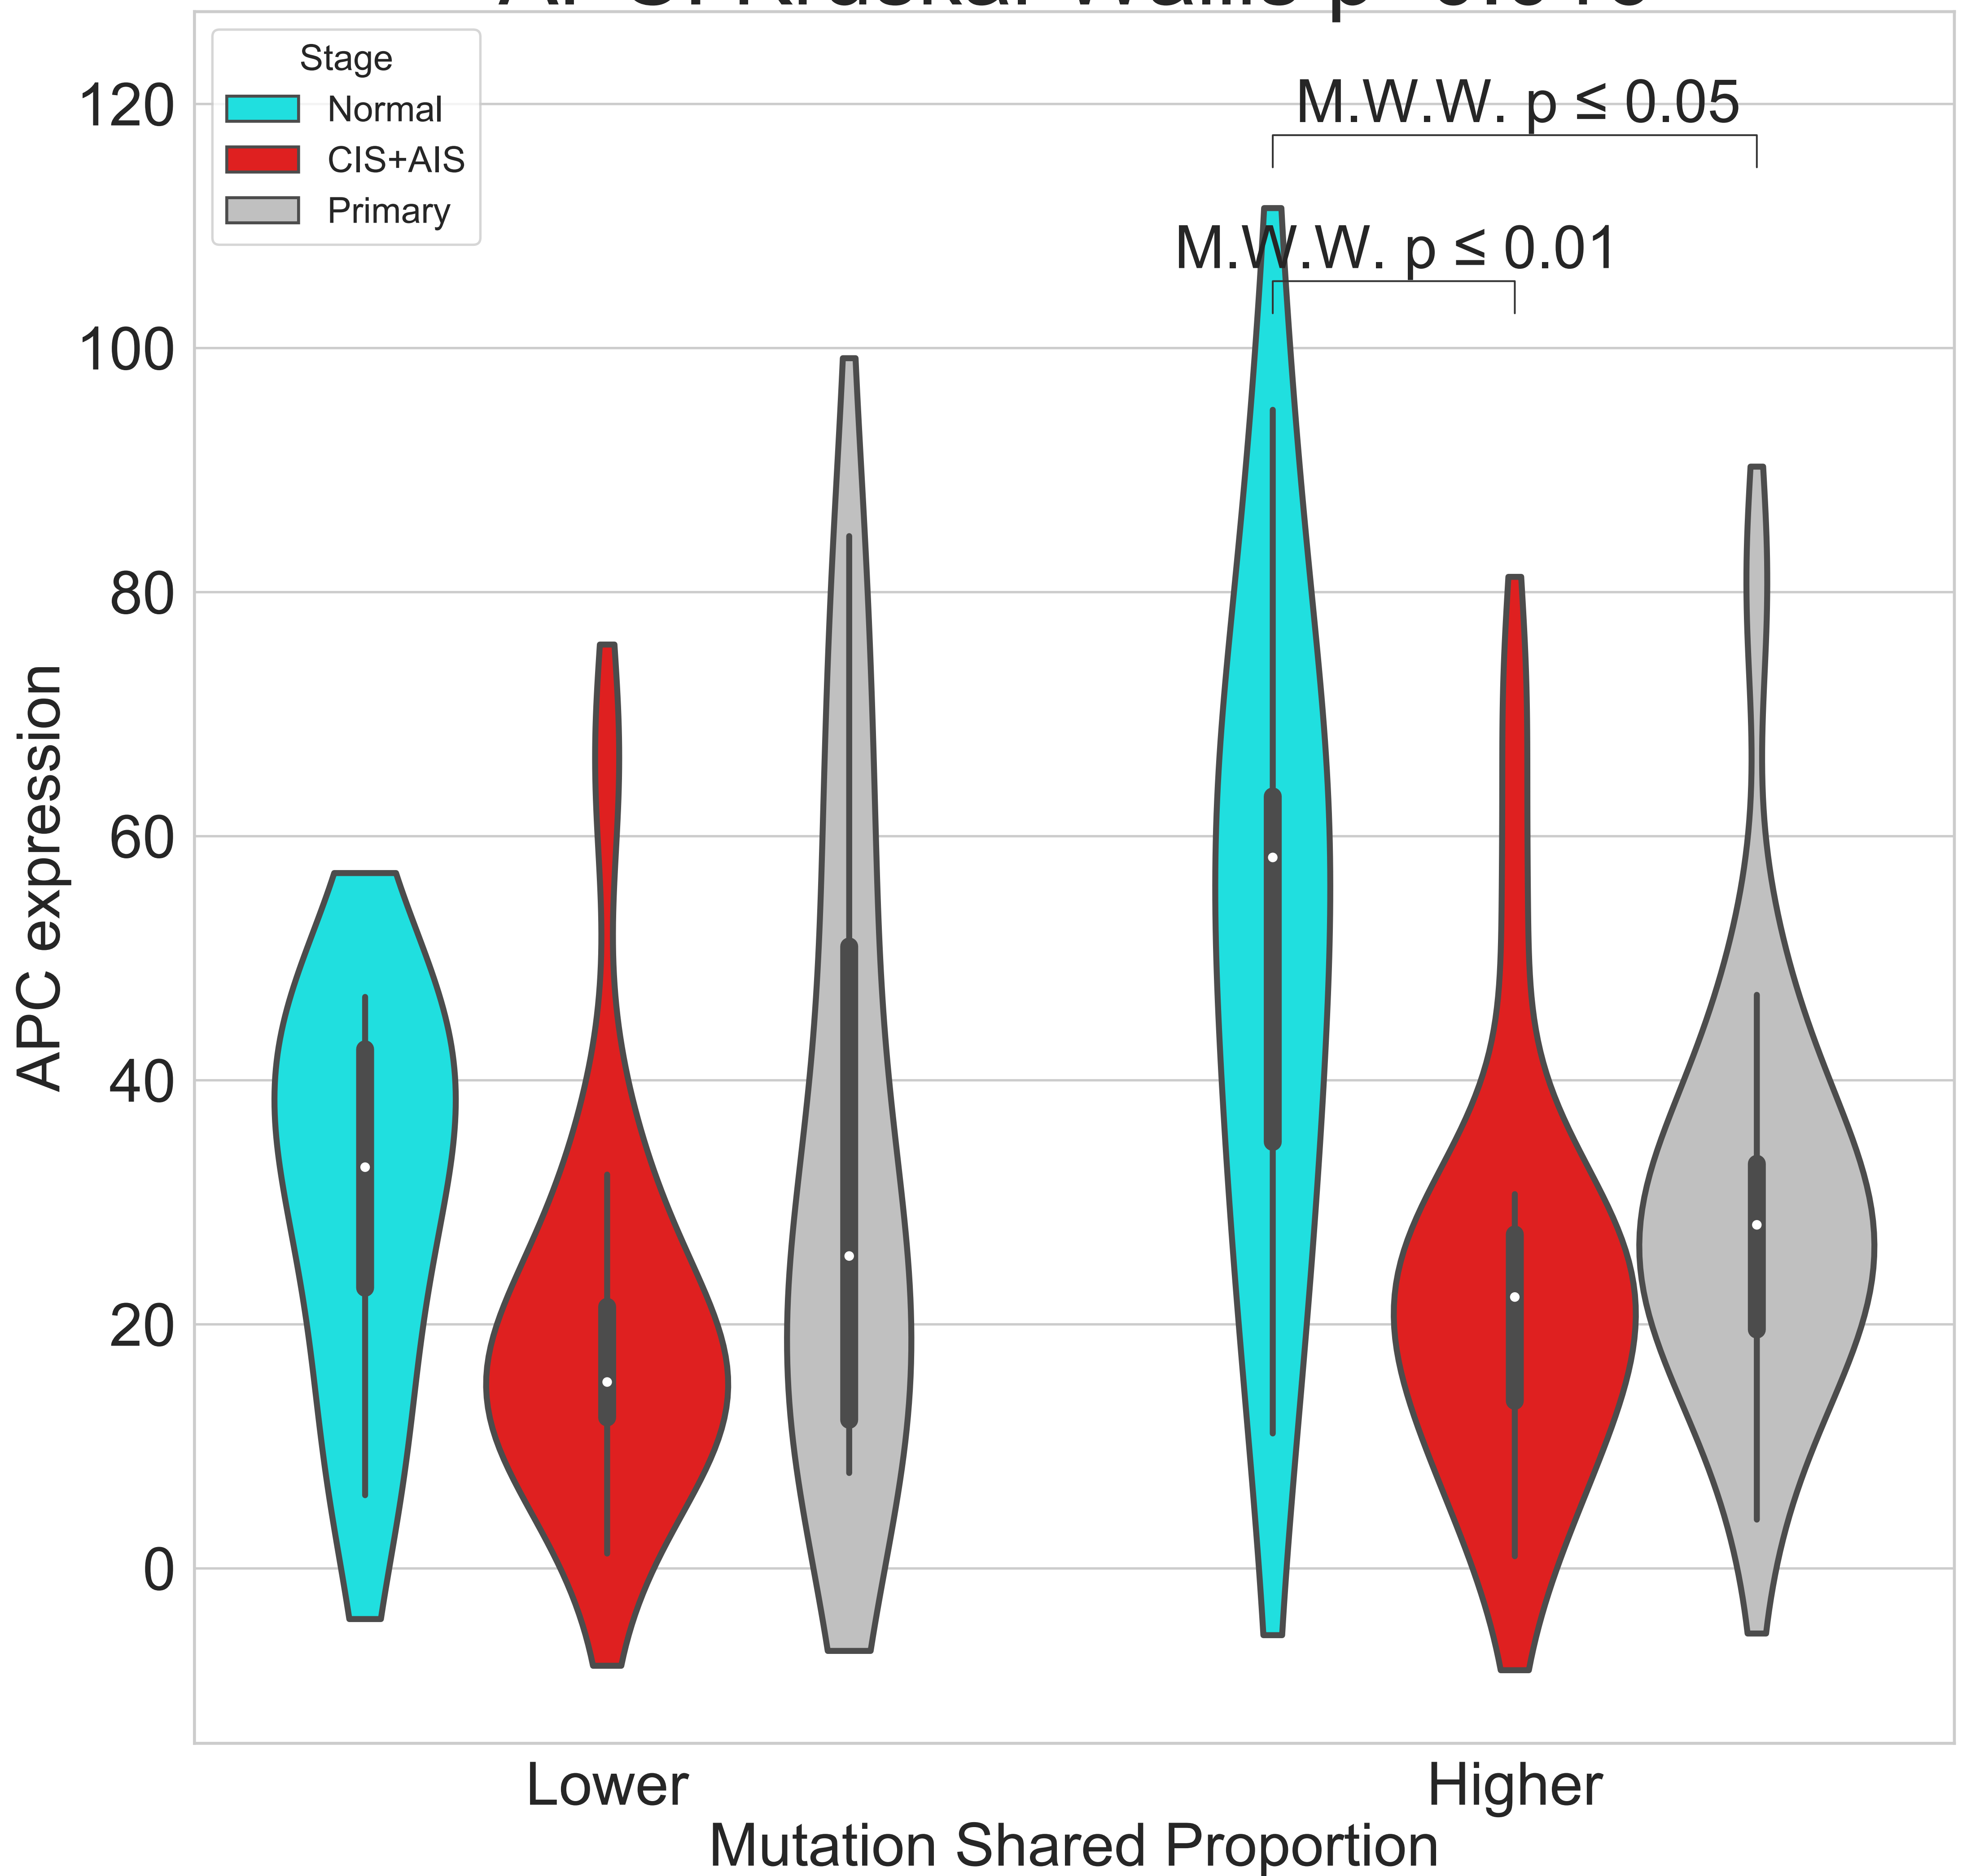 Stage
Normal
CIS+AIS
Primary
M.W.W. p ≤ 0.05
M.W.W. p ≤ 0.01
120
100
80
60
40
20
0
APC expression
Lower
Higher
Mutation Shared Proportion